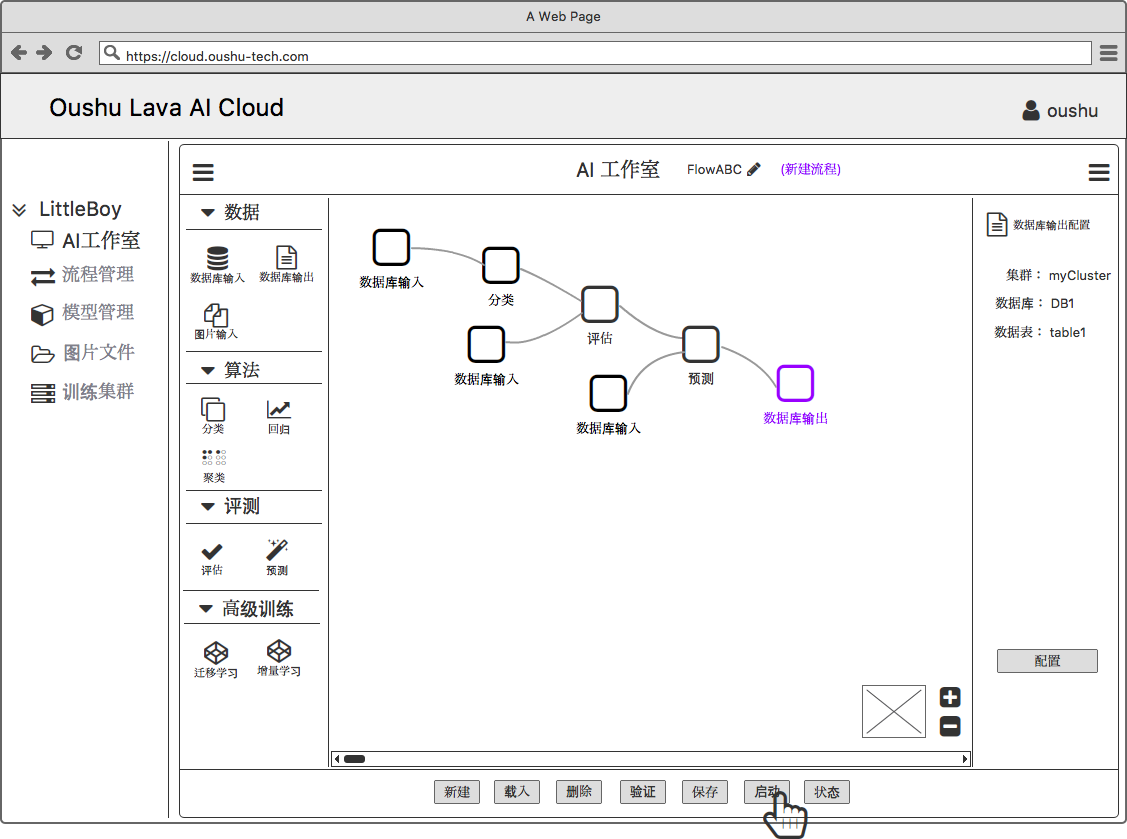 A Web Page
https://cloud.oushu-tech.com
Oushu Lava AI Cloud
oushu
LittleBoy
AI工作室
流程管理
模型管理
图片文件
训练集群
AI 工作室 FlowABC (新建流程)
数据
数据库输入 数据库输出
图片输入
算法
分类 回归
聚类
评测
评估 预测
高级训练
迁移学习 增量学习
数据库输入
分类
评估
数据库输入
预测
数据库输入
数据库输出
数据库输出配置
集群： myCluster
数据库： DB1
数据表： table1
配置
新建 载入 删除 验证 保存 启动 状态